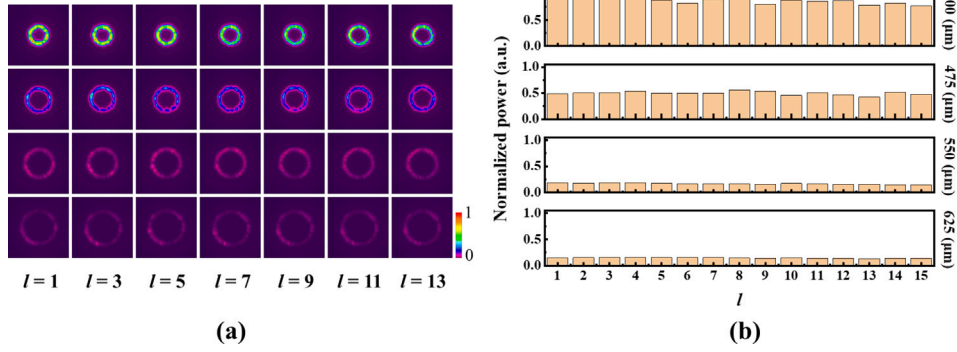 1
0
l = 1 l = 3 l = 5 l = 7 l = 9 l = 11 l = 13
(a)
Normalized power (a.u.)
0.5
0.0
00 (μm)
1.0
0.5
0.0
475 (μm)
1.0
0.5
0.0
550 (μm)
1.0
0.5
0.0
625 (μm)
1 2 3 4 5 6 7 8 9 10 11 12 13 14 15
l
(b)